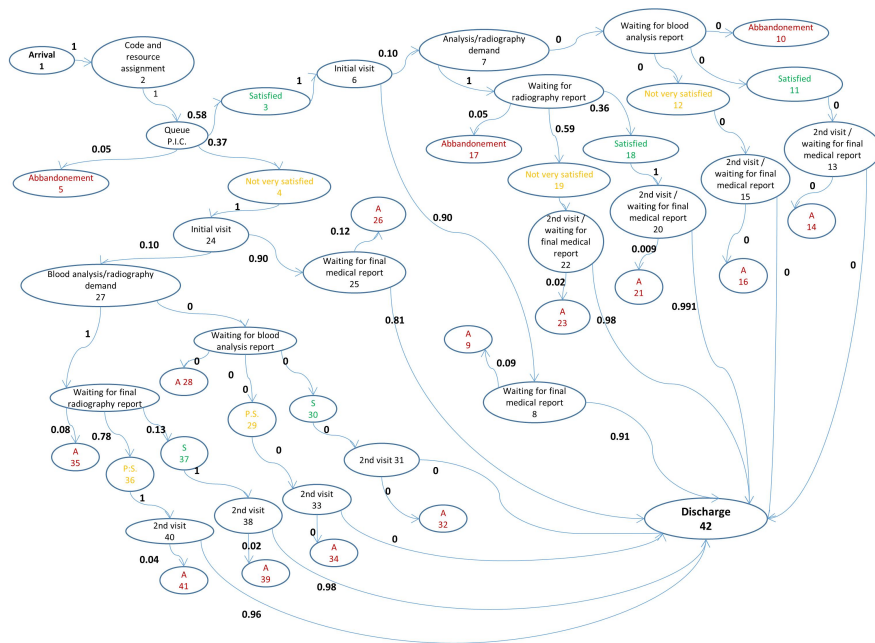 Arrival
1
1
Code and
resource
assignment
2
1
Queue
P.I.C.
0.58
0.37
0.05
Abbandonement
5
Satisfied
3
1
Initial visit
6
0.10
Analysis/radiography
demand
7
0
Waiting for blood
analysis report
0
Abbandonement
10
0
0
Not very satisfied
12
Satisfied
11
0
0
1
Waiting for
radiography report
0.05
0.59
0.36
Abbandonement
17
Not very satisfied
19
Satisfied
18
1
2nd visit /
waiting for final
medical report
22
2nd visit /
waiting for final
medical report
20
2nd visit /
waiting for final
medical report
15
2nd visit /
waiting for final
medical report
13
0
A
14
0
A
16
0
0
0.009
A
21
0.991
0.02
A
23
0.98
0.90
Not very satisfied
4
1
Initial visit
24
0.10
0.90
A
26
0.12
Waiting for final
medical report
25
0.81
A
9
0.09
Waiting for final
medical report
8
0.91
Blood analysis/radiography
demand
27
0
1
Waiting for blood
analysis report
0
0
0
0
A 28
P.S.
29
S
30
0
0
2nd visit 31
0
0
A
32
2nd visit
33
0
0
A
34
Waiting for final
radiography report
0.08
0.78
0.13
A
35
P.S.
36
S
37
1
1
2nd visit
38
0.02
A
39
0.98
2nd visit
40
0.04
A
41
0.96
Discharge
42